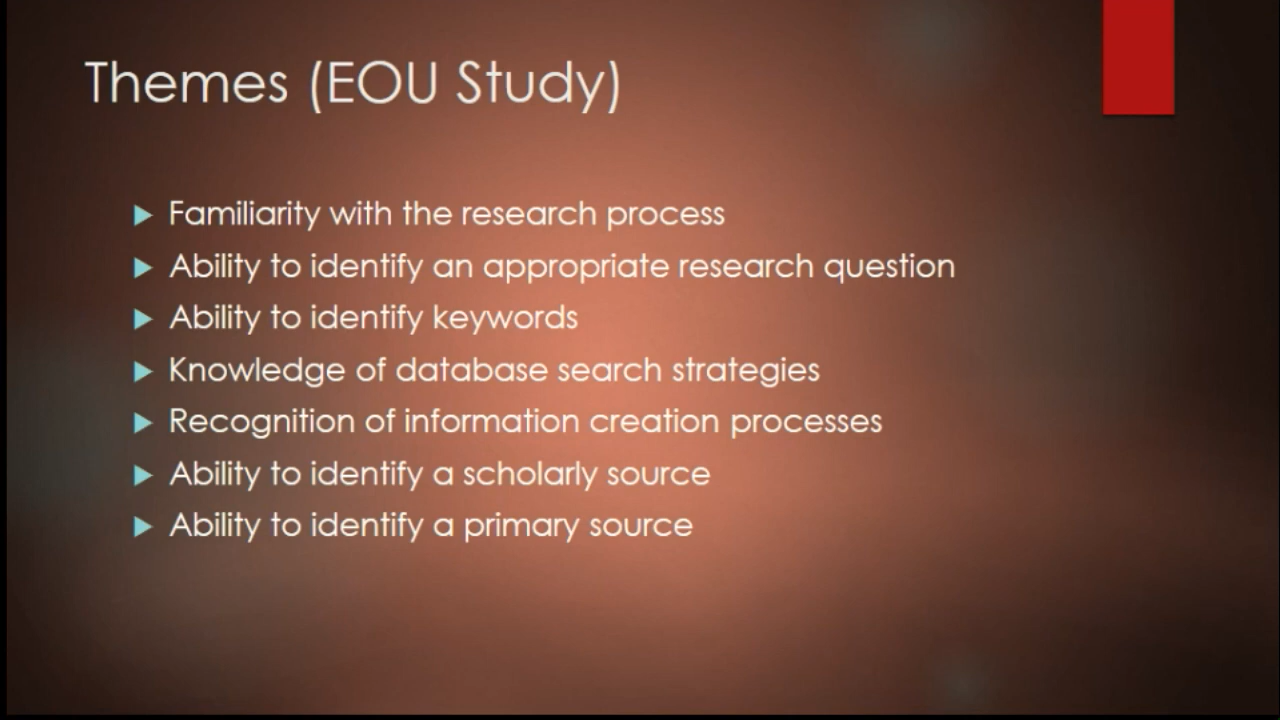 Themes (EOU Study)
Familiarity with the research process
Ability to identify an appropriate research question
Ability to identify keywords
Knowledge of database search strategies
Recognition of information creation processes
Ability to identify a scholarly source
Ability to identify a primary source